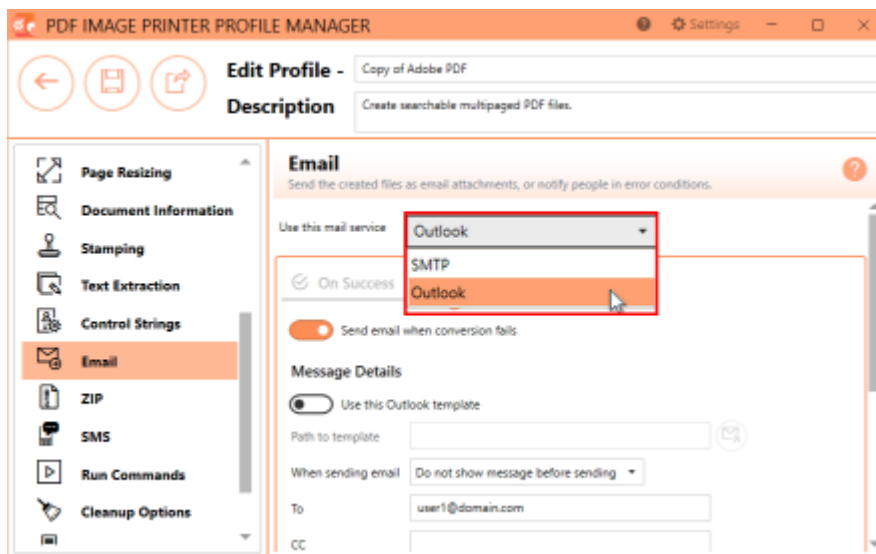 PDF IMAGE PRINTER PROFILE MANAGER
Settings
Edit Profile - Copy of Adobe PDF
Description Create searchable multipaged PDF files.
Page Resizing
Document Information
Stamping
Text Extraction
Control Strings
Email
ZIP
SMS
Run Commands
Cleanup Options
Email
Send the created files as email attachments, or notify people in error conditions.
Use this mail service Outlook
SMTP
Outlook
On Success
Send email when conversion fails
Message Details
Use this Outlook template
Path to template
When sending email Do not show message before sending
To user1@domain.com
CC